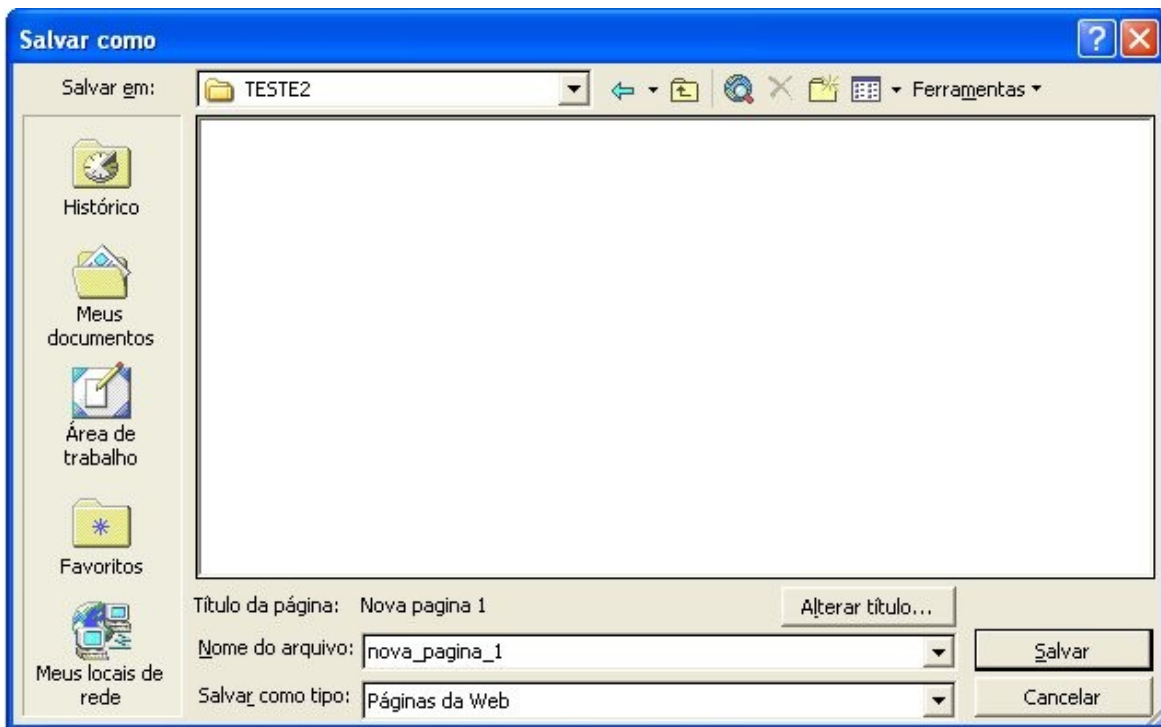 Salvar como
Salvar em:
TESTE2
Ferramentas
Histórico
Meus
documentos
Área de
trabalho
Favoritos
Meus locais de
rede
Título da página: Nova pagina 1
Alterar título...
Nome do arquivo: nova_pagina_1
Salvar
Salvar como tipo: Páginas da Web
Cancelar